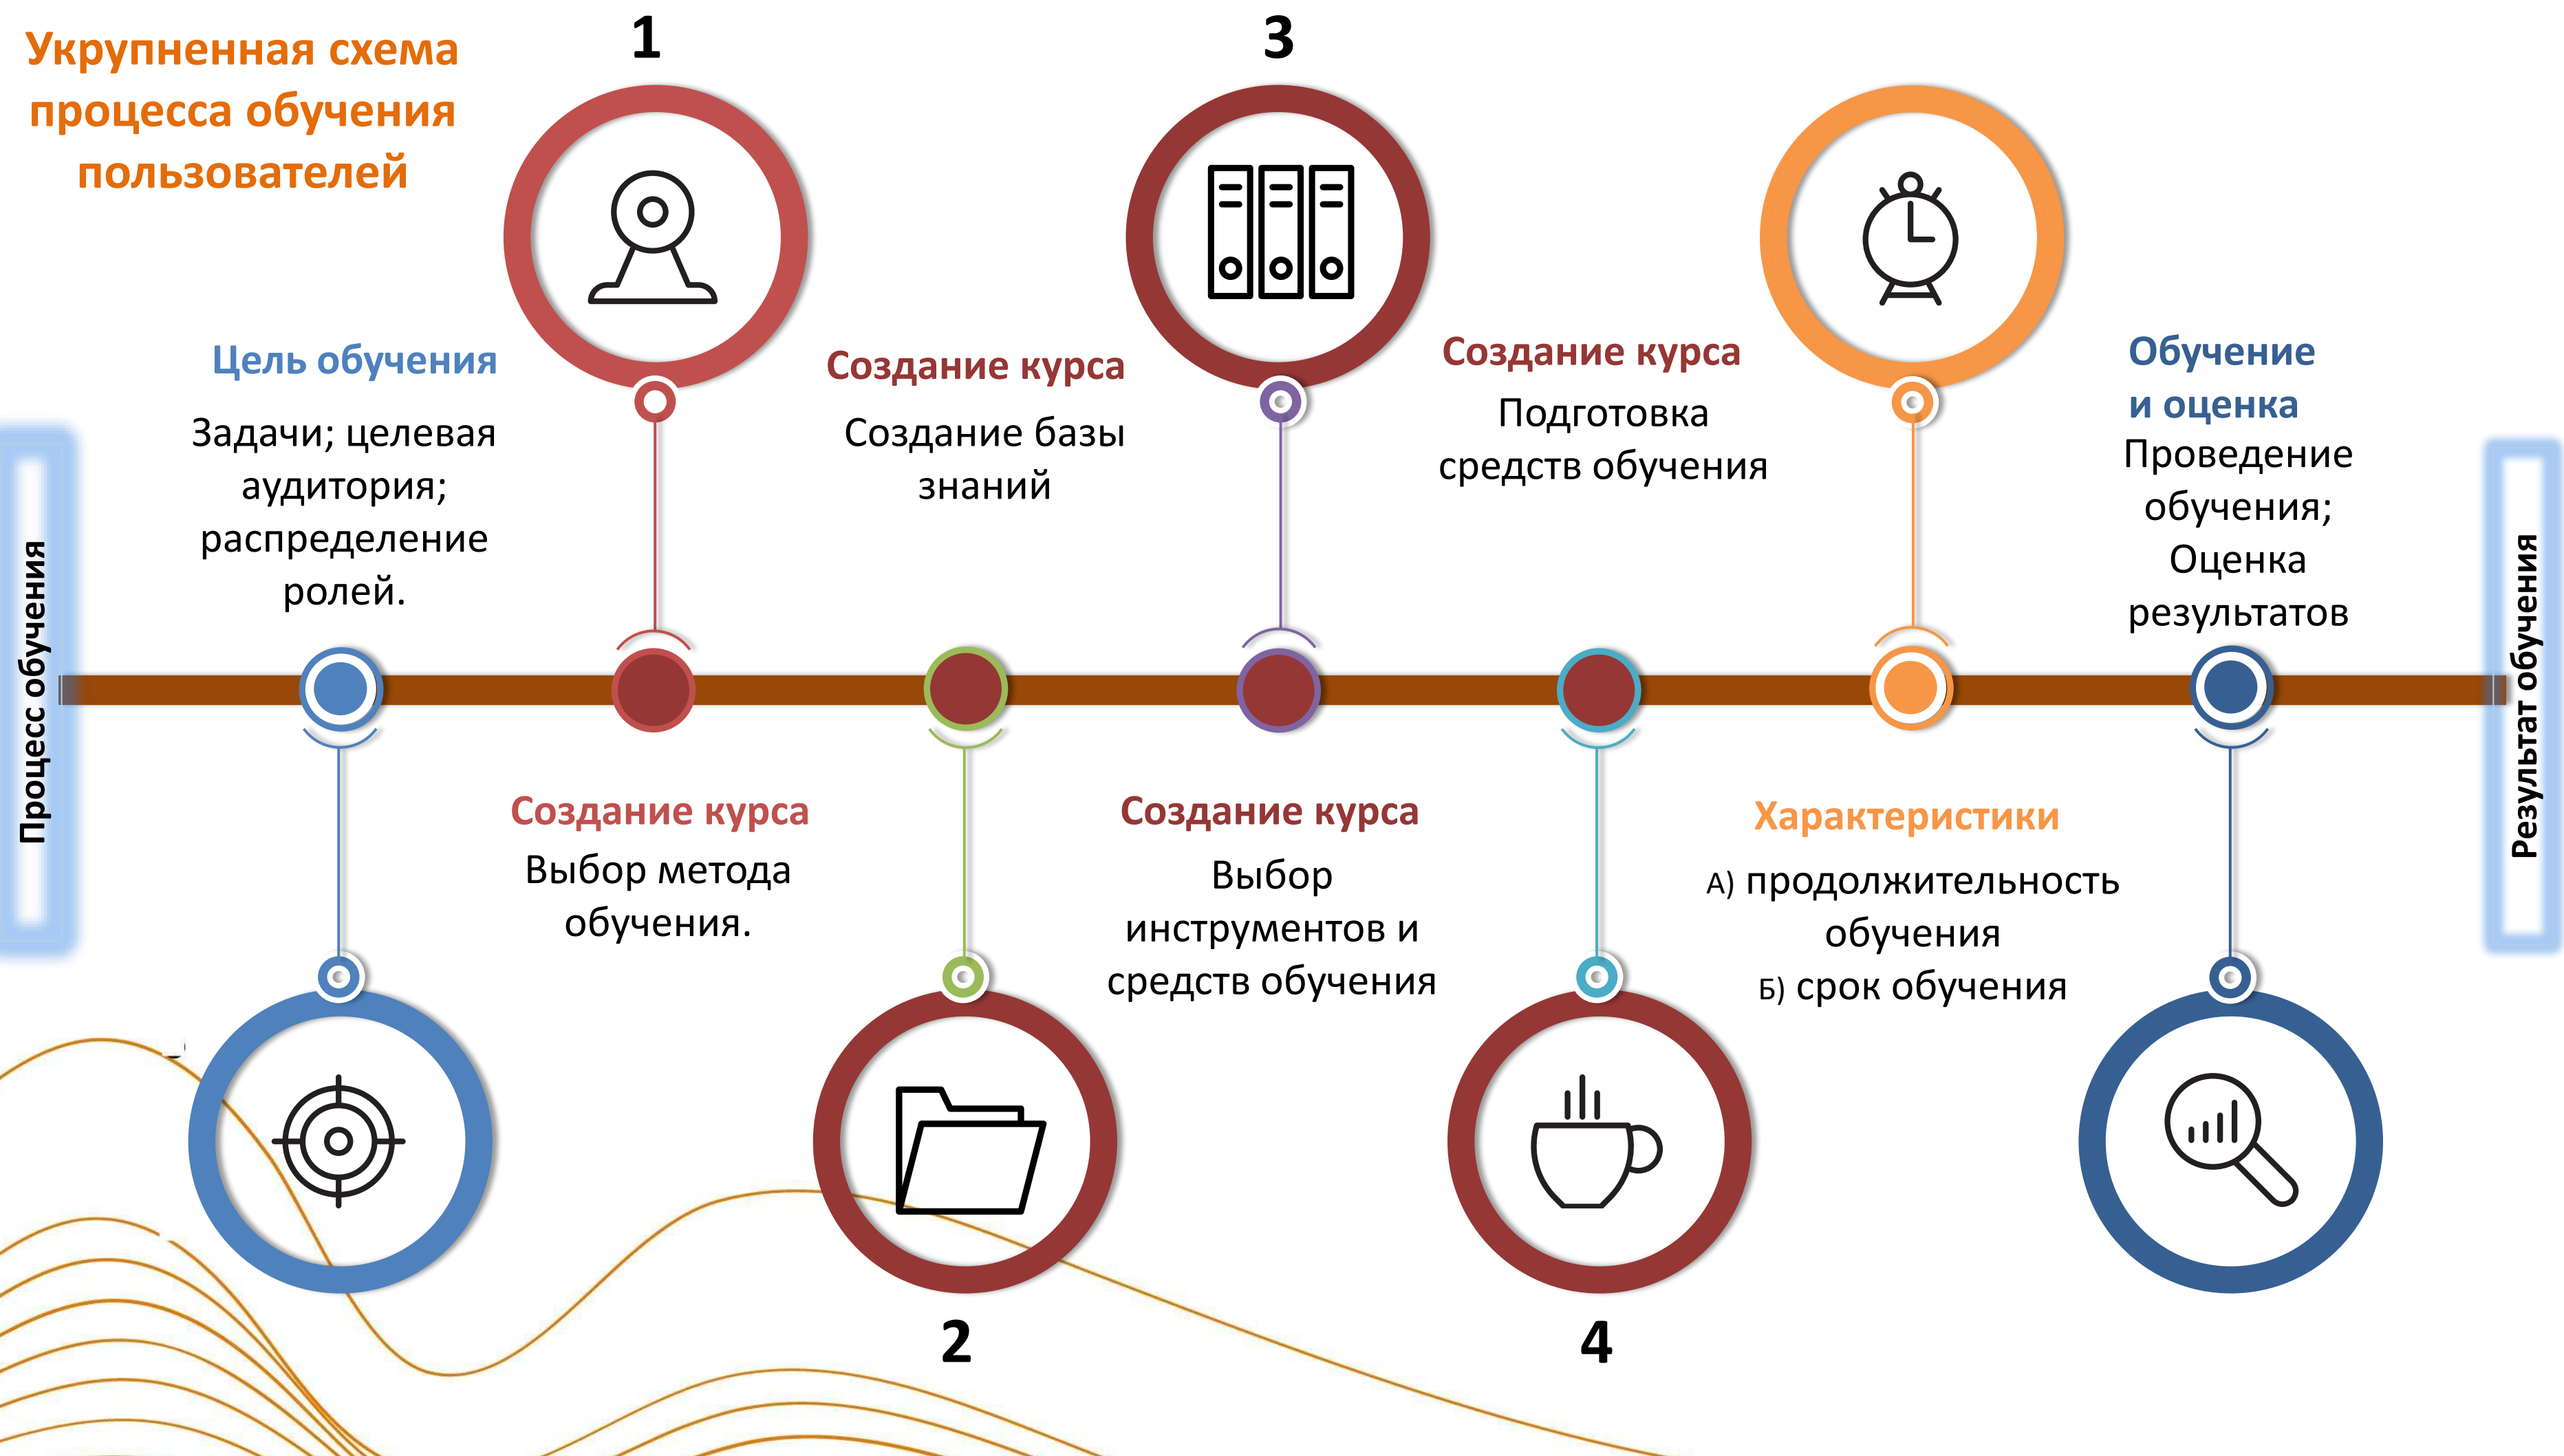 Укрупненная схема
процесса обучения
пользователей
1
3
Процесс обучения
Цель обучения
Задачи; целевая
аудитория;
распределение
ролей.
Создание курса
Выбор метода
обучения.
Создание курса
Создание базы
знаний
2
Создание курса
Выбор
инструментов и
средств обучения
Создание курса
Подготовка
средств обучения
4
Характеристики
А) продолжительность
обучения
Б) срок обучения
Обучение
и оценка
Проведение
обучения;
Оценка
результатов
Результат обучения